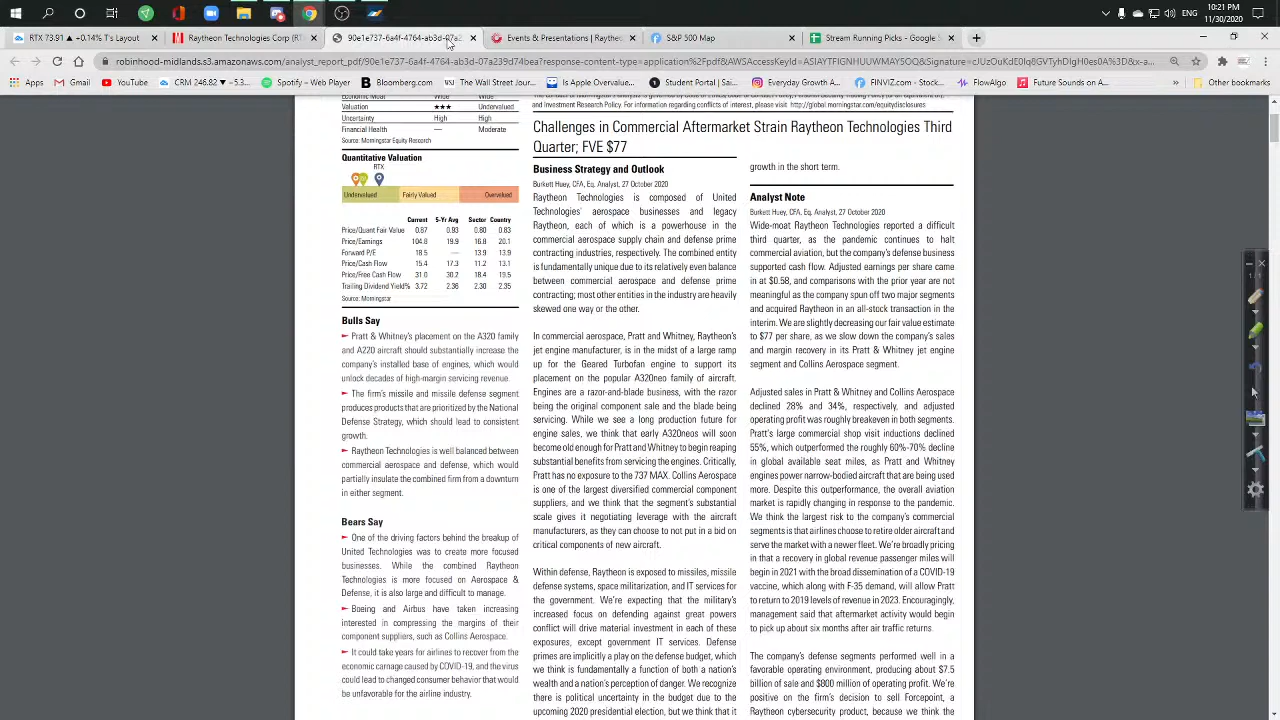 10:21 PM
ENG
11/30/2020
RTX 73.91 ▲ +0.14% T's Layout
Raytheon Technologies Corp (RT
90e1e737-6a4f-4764-ab3d-07a2
Events & Presentations | Raythe
S&P 500 Map
Stream Running Picks - Google S
Apps
Gmail
YouTube
CRM 246.82 ▼ −5.3...
Spotify – Web Player
Bloomberg.com
The Wall Street Jour...
Is Apple Overvalue...
Student Portal | Sa...
Everyday Growth A...
FINVIZ.com - Stock...
FlowAlgo
Journal
»
Other bookmarks
Valuation ★★★ Undervalued
Uncertainty High High
Financial Health — Moderate
Source: Morningstar Equity Research
Quantitative Valuation
RTX
Undervalued Fairly Valued Overvalued
Current 5-Yr Avg Sector Country
Price/Quant Fair Value 0.87 0.93 0.80 0.83
Price/Earnings 104.8 19.9 16.8 20.1
Forward P/E 18.5 — 13.9 13.9
Price/Cash Flow 15.4 17.3 11.2 13.1
Price/Free Cash Flow 31.0 30.2 18.4 19.5
Trailing Dividend Yield% 3.72 2.36 2.30 2.35
Source: Morningstar
Bulls Say
Pratt & Whitney's placement on the A320 family
and A220 aircraft should substantially increase the
company's installed base of engines, which would
unlock decades of high-margin servicing revenue.
The firm's missile and missile defense segment
produces products that are prioritized by the National
Defense Strategy, which should lead to consistent
growth.
Raytheon Technologies is well balanced between
commercial aerospace and defense, which would
partially insulate the combined firm from a downturn
in either segment.
Bears Say
One of the driving factors behind the breakup of
United Technologies was to create more focused
businesses. While the combined Raytheon
Technologies is more focused on Aerospace &
Defense, it is also large and difficult to manage.
Boeing and Airbus have taken increasing
interested in compressing the margins of their
component suppliers, such as Collins Aerospace.
It could take years for airlines to recover from the
economic carnage caused by COVID-19, and the virus
could lead to changed consumer behavior that would
be unfavorable for the airline industry.
and Investment Research Policy. For information regarding conflicts of interest, please visit http://global.morningstar.com/equitydisclosures
Challenges in Commercial Aftermarket Strain Raytheon Technologies Third
Quarter; FVE $77
Business Strategy and Outlook
Burkett Huey, CFA, Eq. Analyst, 27 October 2020
Raytheon Technologies is composed of United
Technologies' aerospace businesses and legacy
Raytheon, each of which is a powerhouse in the
commercial aerospace supply chain and defense prime
contracting industries, respectively. The combined entity
is fundamentally unique due to its relatively even balance
between commercial aerospace and defense prime
contracting; most other entities in the industry are heavily
skewed one way or the other.
In commercial aerospace, Pratt and Whitney, Raytheon's
jet engine manufacturer, is in the midst of a large ramp
up for the Geared Turbofan engine to support its
placement on the popular A320neo family of aircraft.
Engines are a razor-and-blade business, with the razor
being the original component sale and the blade being
servicing. While we see a long production future for
engine sales, we think that early A320neos will soon
become old enough for Pratt and Whitney to begin reaping
substantial benefits from servicing the engines. Critically,
Pratt has no exposure to the 737 MAX. Collins Aerospace
is one of the largest diversified commercial component
suppliers, and we think that the segment's substantial
scale gives it negotiating leverage with the aircraft
manufacturers, as they can choose to not put in a bid on
critical components of new aircraft.
Within defense, Raytheon is exposed to missiles, missile
defense systems, space militarization, and IT services for
the government. We're expecting that the military's
increased focus on defending against great powers
conflict will drive material investment in each of these
exposures, except government IT services. Defense
primes are implicitly a play on the defense budget, which
we think is fundamentally a function of both a nation's
wealth and a nation's perception of danger. We recognize
there is political uncertainty in the budget due to the
upcoming 2020 presidential election, but we think that it
growth in the short term.
Analyst Note
Burkett Huey, CFA, Eq. Analyst, 27 October 2020
Wide-moat Raytheon Technologies reported a difficult
third quarter, as the pandemic continues to halt
commercial aviation, but the company's defense business
supported cash flow. Adjusted earnings per share came
in at $0.58, and comparisons with the prior year are not
meaningful as the company spun off two major segments
and acquired Raytheon in an all-stock transaction in the
interim. We are slightly decreasing our fair value estimate
to $77 per share, as we slow down the company's sales
and margin recovery in its Pratt & Whitney jet engine
segment and Collins Aerospace segment.
Adjusted sales in Pratt & Whitney and Collins Aerospace
declined 28% and 34%, respectively, and adjusted
operating profit was roughly breakeven in both segments.
Pratt's large commercial shop visit inductions declined
55%, which outperformed the roughly 60%-70% decline
in global available seat miles, as Pratt and Whitney
engines power narrow-bodied aircraft that are being used
more. Despite this outperformance, the overall aviation
market is rapidly changing in response to the pandemic.
We think the largest risk to the company's commercial
segments is that airlines choose to retire older aircraft and
serve the market with a newer fleet. We're broadly pricing
in that a recovery in global revenue passenger miles will
begin in 2021 with the broad dissemination of a COVID-19
vaccine, which along with F-35 demand, will allow Pratt
to return to 2019 levels of revenue in 2023. Encouragingly,
management said that aftermarket activity would begin
to pick up about six months after air traffic returns.
The company's defense segments performed well in a
favorable operating environment, producing about $7.5
billion of sale and $800 million of operating profit. We're
positive on the firm's decision to sell Forcepoint, a
Raytheon cybersecurity product, because we think the
1 / 1